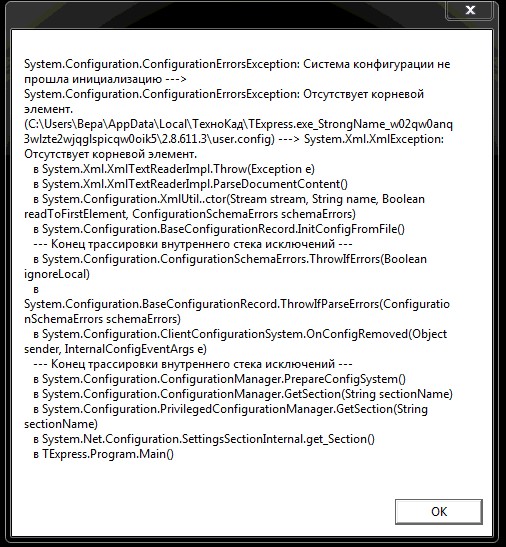 System.Configuration.ConfigurationErrorsException: Система конфигурации не
прошла инициализацию --->
System.Configuration.ConfigurationErrorsException: Отсутствует корневой
элемент.
(C:\Users\Вера\AppData\Local\ТехноКад\TExpress.exe_StrongName_w02qw0anq
3wlzte2wjqglspicqw0oik5\2.8.611.3\user.config) ---> System.Xml.XmlException:
Отсутствует корневой элемент.
в System.Xml.XmlTextReaderImpl.Throw(Exception e)
в System.Xml.XmlTextReaderImpl.ParseDocumentContent()
в System.Configuration.XmlUtil..ctor(Stream stream, String name, Boolean
readToFirstElement, ConfigurationSchemaErrors schemaErrors)
в System.Configuration.BaseConfigurationRecord.InitConfigFromFile()
--- Конец трассировки внутреннего стека исключений ---
в System.Configuration.ConfigurationSchemaErrors.ThrowIfErrors(Boolean
ignoreLocal)
в
System.Configuration.BaseConfigurationRecord.ThrowIfParseErrors(Configuratio
nSchemaErrors schemaErrors)
в System.Configuration.ClientConfigurationSystem.OnConfigRemoved(Object
sender, InternalConfigEventArgs e)
--- Конец трассировки внутреннего стека исключений ---
в System.Configuration.ConfigurationManager.PrepareConfigSystem()
в System.Configuration.ConfigurationManager.GetSection(String sectionName)
в System.Configuration.PrivilegedConfigurationManager.GetSection(String
sectionName)
в System.Net.Configuration.SettingsSectionInternal.get_Section()
в TExpress.Program.Main()
OK